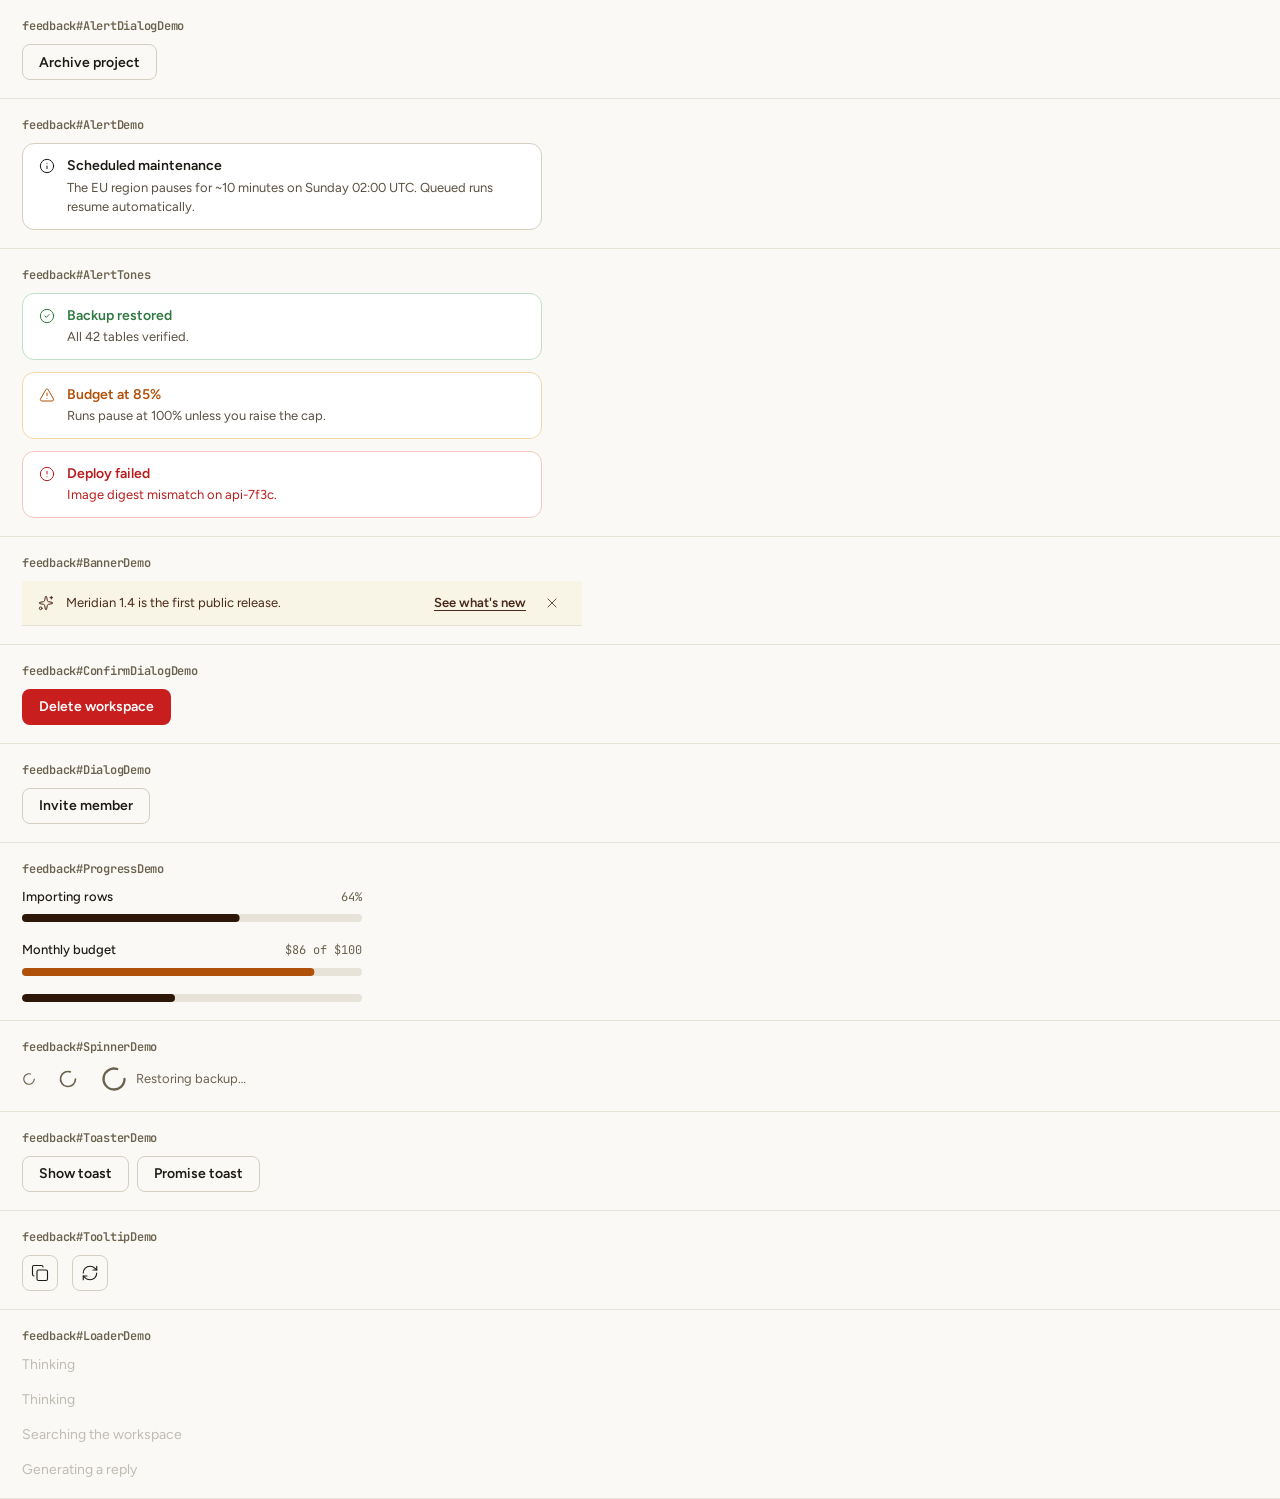 feedback#AlertDialogDemo
Archive project
feedback#AlertDemo
Scheduled maintenance
The EU region pauses for ~10 minutes on Sunday 02:00 UTC. Queued runs
resume automatically.
feedback#AlertTones
Backup restored
All 42 tables verified.
Budget at 85%
Runs pause at 100% unless you raise the cap.
Deploy failed
Image digest mismatch on api-7f3c.
feedback#BannerDemo
Meridian 1.4 is the first public release. See what's new
feedback#ConfirmDialogDemo
Delete workspace
feedback#DialogDemo
Invite member
feedback#ProgressDemo
Importing rows 64%
Monthly budget $86 of $100
feedback#SpinnerDemo
Restoring backup…
feedback#ToasterDemo
Show toast Promise toast
feedback#TooltipDemo
feedback#LoaderDemo
Thinking
Thinking
Searching the workspace
Generating a reply